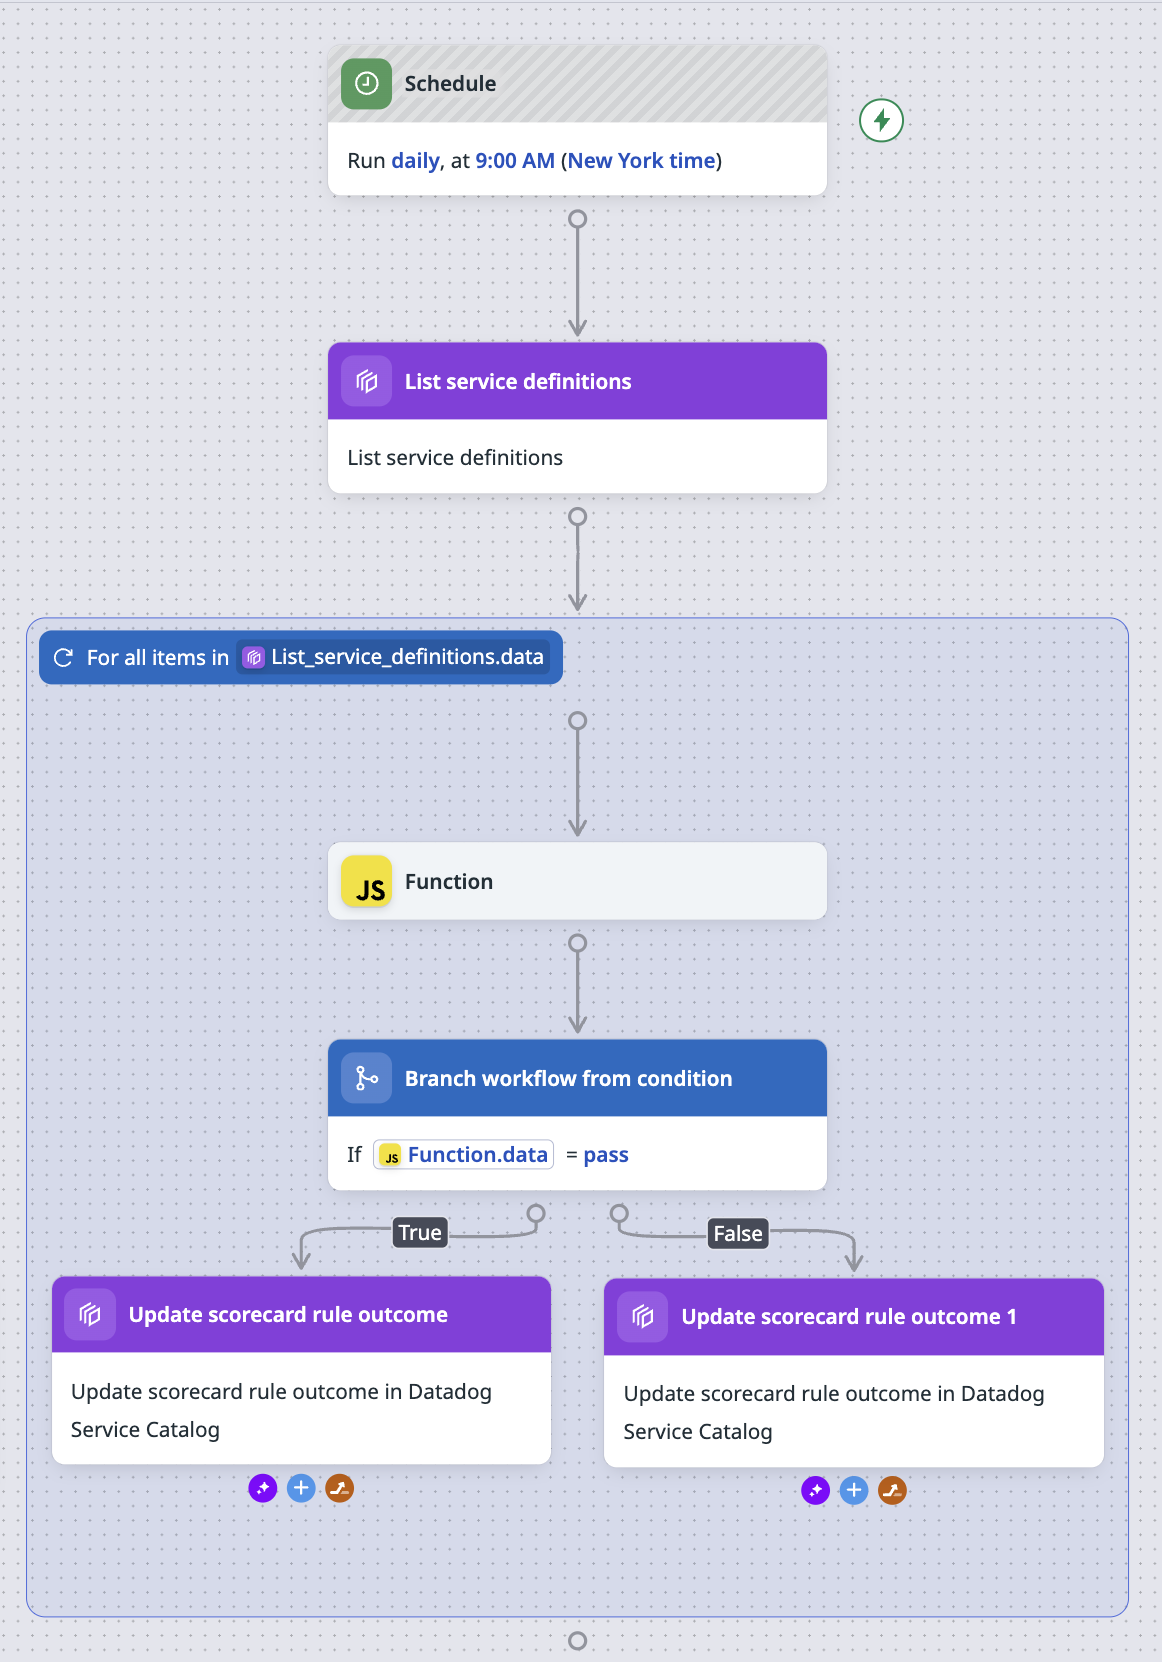 Schedule
Run daily, at 9:00 AM (New York time)
List service definitions
List service definitions
For all items in List_service_definitions.data
JS Function
Branch workflow from condition
If JS Function.data = pass
True
False
Update scorecard rule outcome
Update scorecard rule outcome in Datadog
Service Catalog
Update scorecard rule outcome 1
Update scorecard rule outcome in Datadog
Service Catalog